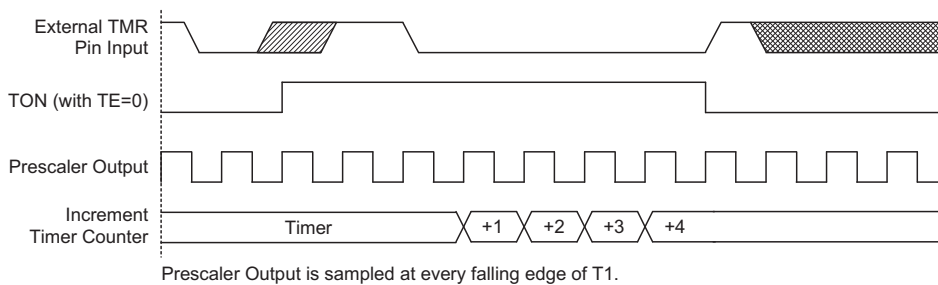 External TMR
Pin Input
TON (with TE=0)
Prescaler Output
Increment
Timer Counter
Timer +1 +2 +3 +4
Prescaler Output is sampled at every falling edge of T1.